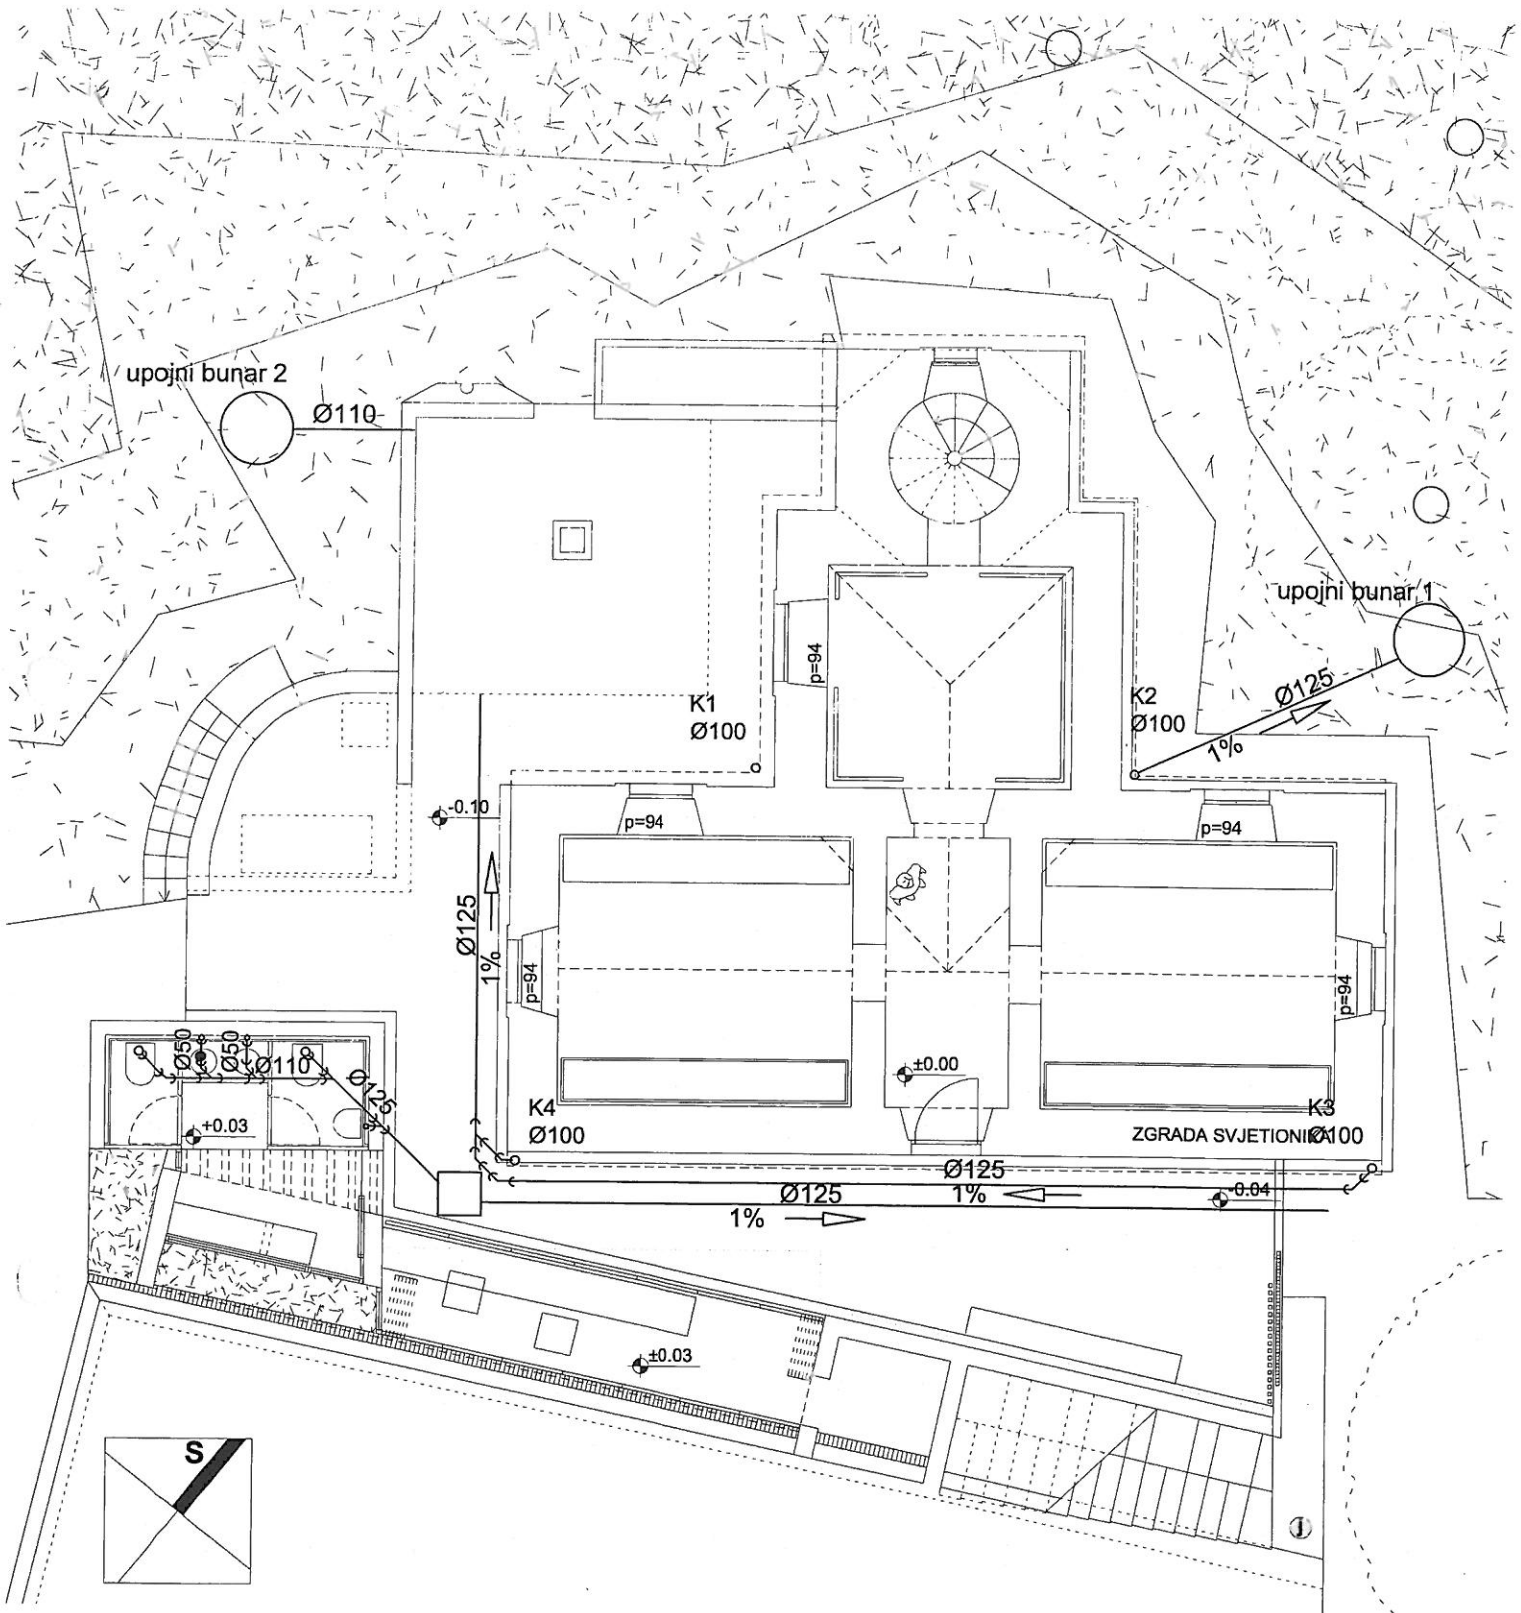 upojni bunar 2
Ø110
upojni bunar 1
Ø125
1%
p=94
K1
Ø100
K2
Ø100
-0.10
p=94
p=94
Ø125
1%
p=94
p=94
Ø50
Ø50
Ø110
Ø125
±0.00
+0.03
K4
Ø100
K3
Ø100
ZGRADA SVJETIONIKA
Ø125
1%
-0.04
Ø125
1%
±0.03
S